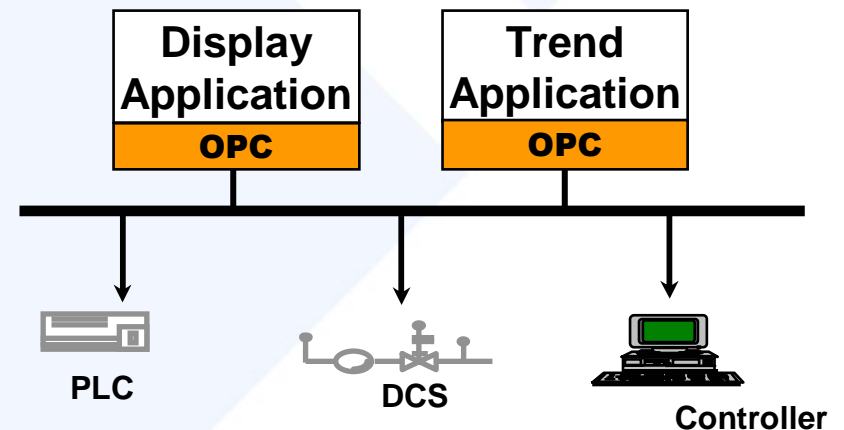 Display
Application
OPC
Trend
Application
OPC
PLC
DCS
Controller